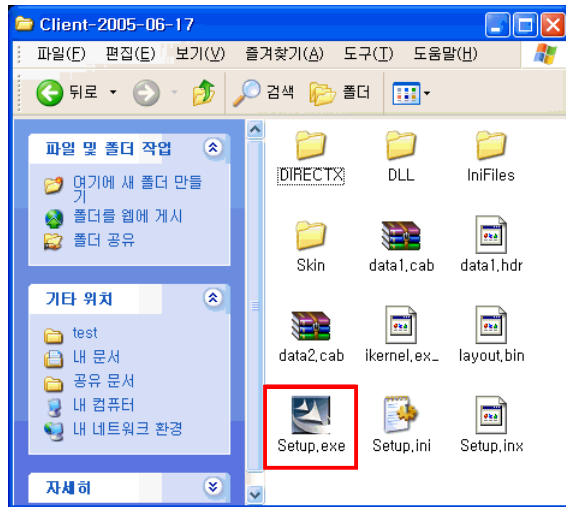 Client-2005-06-17
파일(F) 편집(E) 보기(V) 즐겨찾기(A) 도구(T) 도움말(H)
뒤로 검색 폴더
파일 및 폴더 작업
여기에 새 폴더 만들
기
폴더를 웹에 게시
폴더 공유
기타 위치
test
내 문서
공유 문서
내 컴퓨터
내 네트워크 환경
자세히
DIRECTX DLL IniFiles
Skin data1.cab data1.hdr
data2.cab ikernel.ex_ layout.bin
Setup.exe Setup.ini Setup.inx